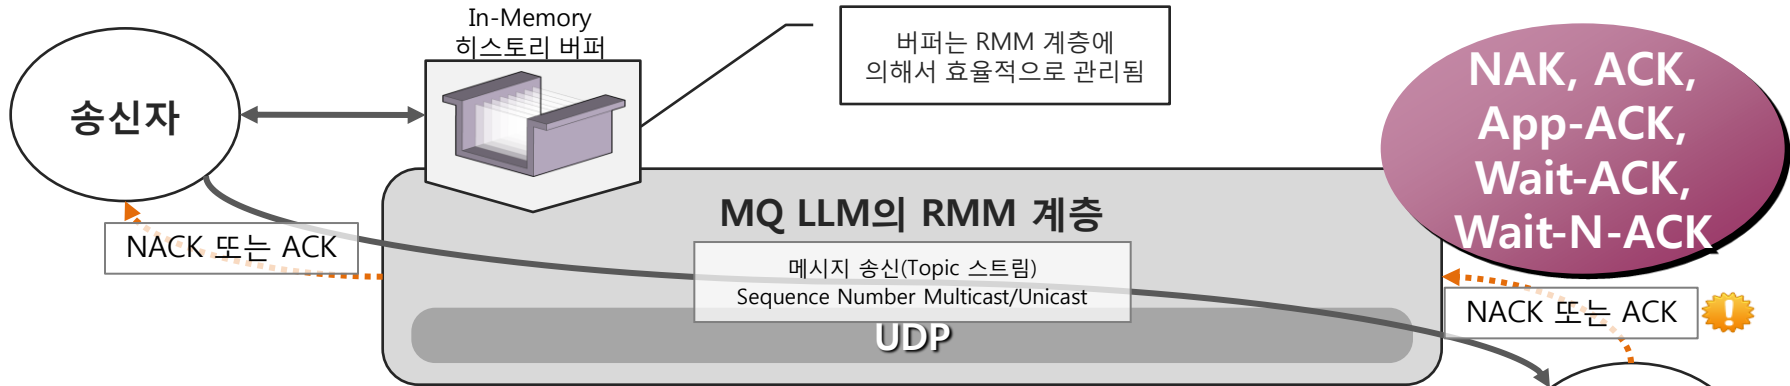 In-Memory
히스토리 버퍼
송신자
버퍼는 RMM 계층에
의해서 효율적으로 관리됨
NAK, ACK,
App-ACK,
Wait-ACK,
Wait-N-ACK
MQ LLM의 RMM 계층
NACK 또는 ACK
메시지 송신(Topic 스트림)
Sequence Number Multicast/Unicast
NACK 또는 ACK
UDP